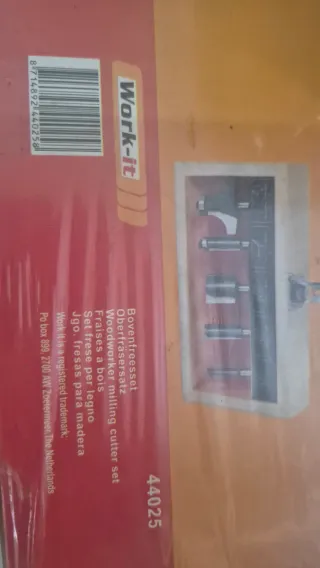 Work-it
8714892440258
Bovenfreesset
Oberfräsersatz
Woodworker milling cutter set
Fraises a bois
Set frese per legno
Jgo. fresas para madera
Work it is a registered trademark;
Po box 899, 2700 AW Zoetermeer, The Netherlands
44025